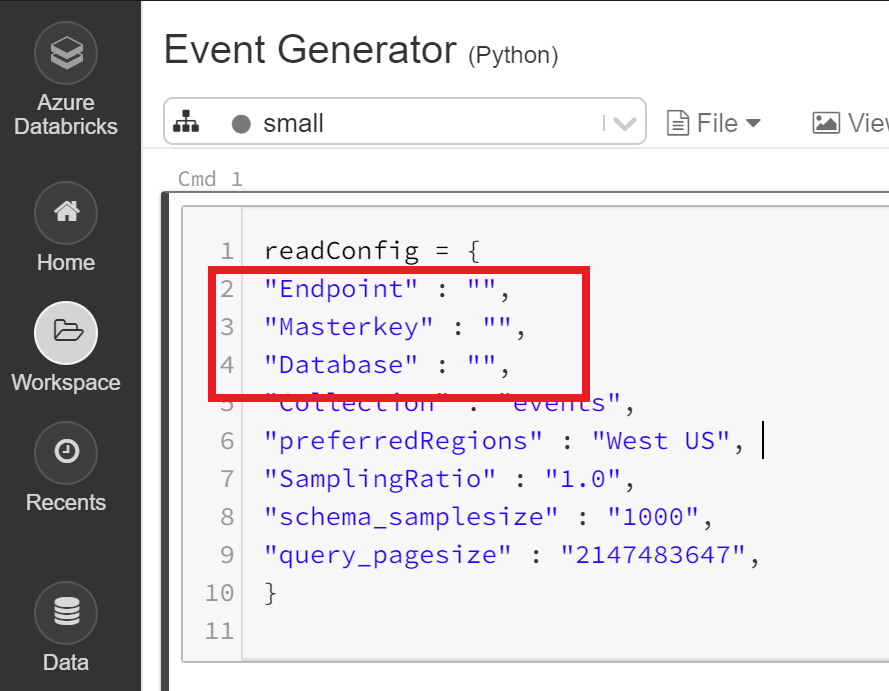 Azure
Databricks
Home
Workspace
Recents
Data
Event Generator (Python)
small
File
View
Cmd 1
1 readConfig = {
2 "Endpoint" : "",
3 "Masterkey" : "",
4 "Database" : "",
5 "Collection" : "events",
6 "preferredRegions" : "West US",
7 "SamplingRatio" : "1.0",
8 "schema_samplesize" : "1000",
9 "query_pagesize" : "2147483647",
10 }
11